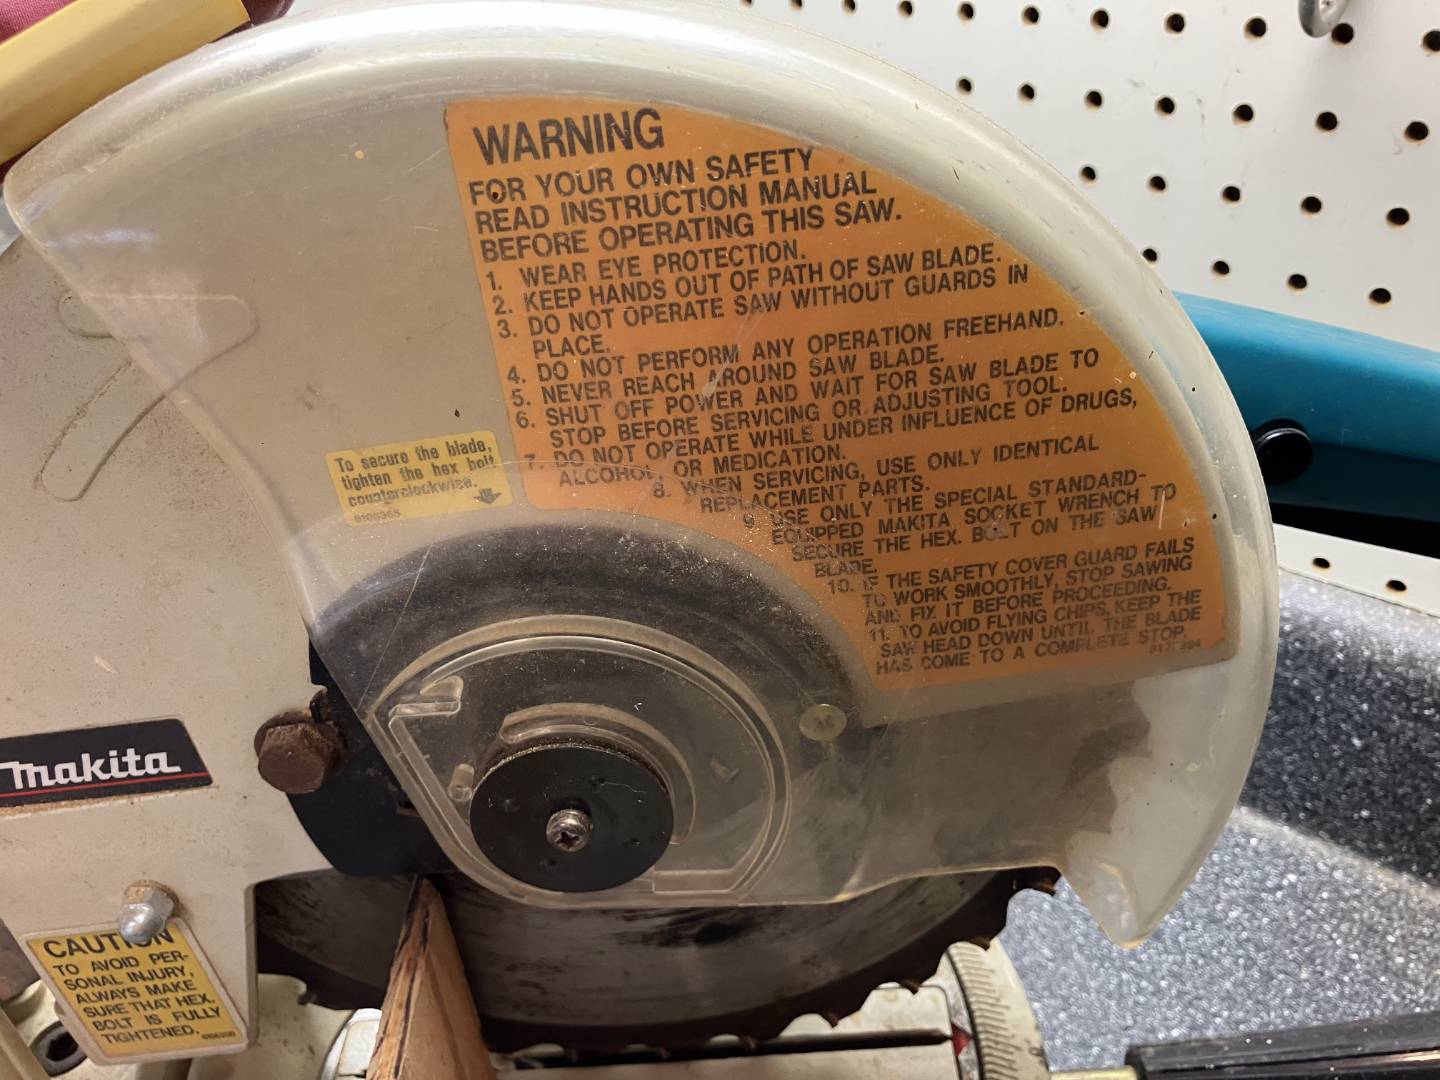 WARNING
FOR YOUR OWN SAFETY
READ INSTRUCTION MANUAL
BEFORE OPERATING THIS SAW.
1. WEAR EYE PROTECTION.
2. KEEP HANDS OUT OF PATH OF SAW BLADE.
3. DO NOT OPERATE SAW WITHOUT GUARDS IN
PLACE.
4. DO NOT PERFORM ANY OPERATION FREEHAND.
5. NEVER REACH AROUND SAW BLADE.
6. SHUT OFF POWER AND WAIT FOR SAW BLADE TO
STOP BEFORE SERVICING OR ADJUSTING TOOL.
7. DO NOT OPERATE WHILE UNDER INFLUENCE OF DRUGS,
ALCOHOL OR MEDICATION.
8. WHEN SERVICING, USE ONLY IDENTICAL
REPLACEMENT PARTS.
9. USE ONLY THE SPECIAL STANDARD-
EQUIPPED MAKITA SOCKET WRENCH TO
SECURE THE HEX. BOLT ON THE SAW
BLADE.
10. IF THE SAFETY COVER GUARD FAILS
TO WORK SMOOTHLY, STOP SAWING
AND FIX IT BEFORE PROCEEDING.
11. TO AVOID FLYING CHIPS, KEEP THE
SAW HEAD DOWN UNTIL THE BLADE
HAS COME TO A COMPLETE STOP.
To secure the blade,
tighten the hex bolt
counterclockwise.
makita
CAUTION
TO AVOID PER-
SONAL INJURY,
ALWAYS MAKE
SURE THAT HEX.
BOLT IS FULLY
TIGHTENED.